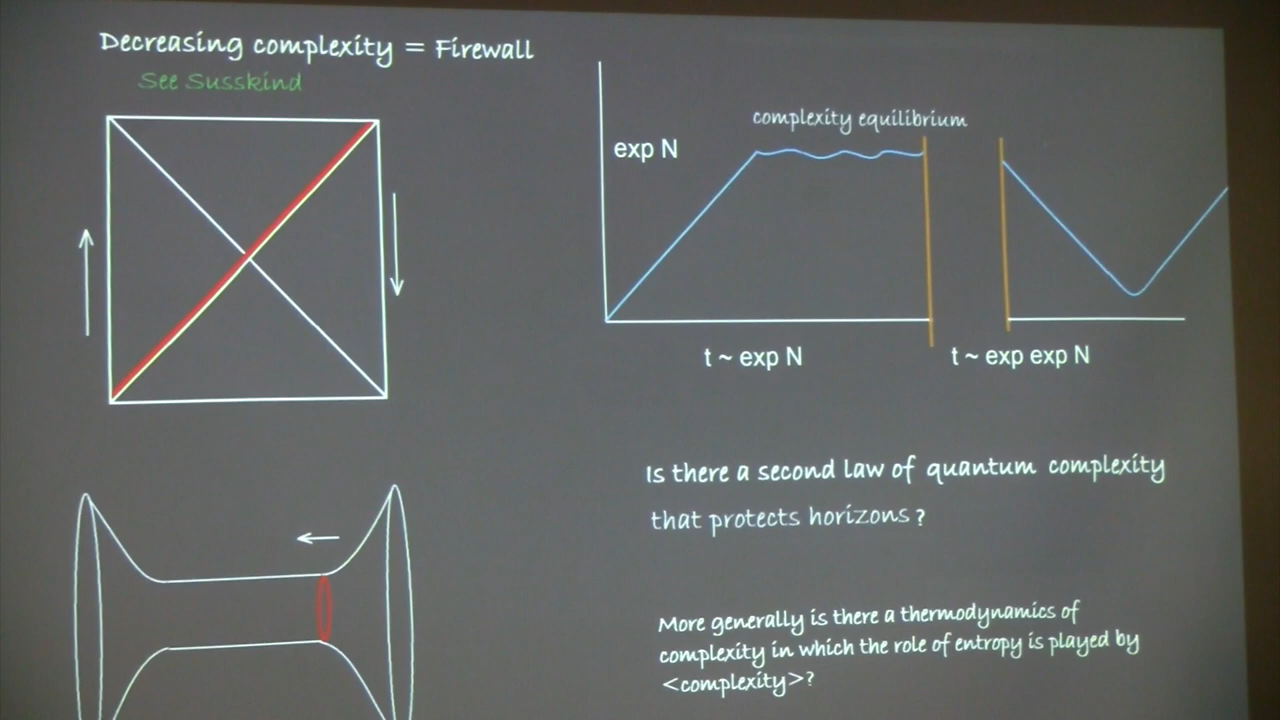 Decreasing complexity = Firewall
See Susskind
complexity equilibrium
exp N
t ~ exp N
t ~ exp exp N
Is there a second law of quantum complexity
that protects horizons?
More generally is there a thermodynamics of
complexity in which the role of entropy is played by
<complexity>?